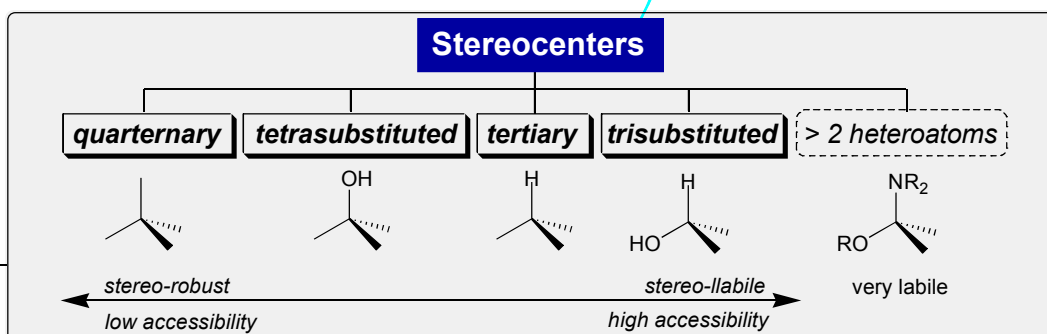 Stereocenters
quarternary tetrasubstituted tertiary trisubstituted > 2 heteroatoms
OH H H NR2
HO RO
stereo-robust stereo-llabile very labile
low accessibility high accessibility